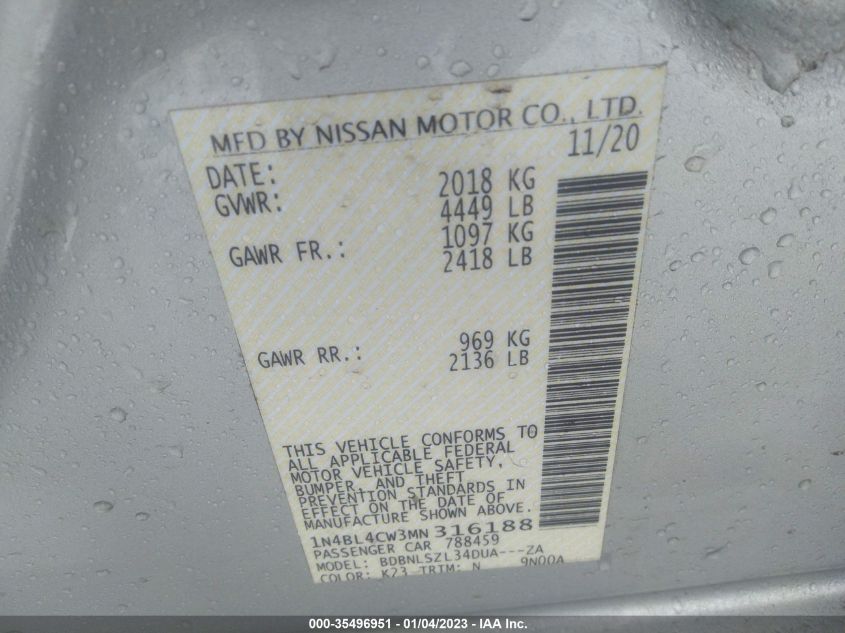 MFD BY NISSAN MOTOR CO., LTD.
DATE: 11/20
GVWR: 2018 KG
4449 LB
GAWR FR.: 1097 KG
2418 LB
GAWR RR.: 969 KG
2136 LB
THIS VEHICLE CONFORMS TO
ALL APPLICABLE FEDERAL
MOTOR VEHICLE SAFETY,
BUMPER, AND THEFT
PREVENTION STANDARDS IN
EFFECT ON THE DATE OF
MANUFACTURE SHOWN ABOVE.
1N4BL4CW3MN316188
PASSENGER CAR 788459
MODEL: BDBNLSZL34DUA---ZA
COLOR: K23 TRIM: N 9N00A
000-35496951 - 01/04/2023 - IAA Inc.